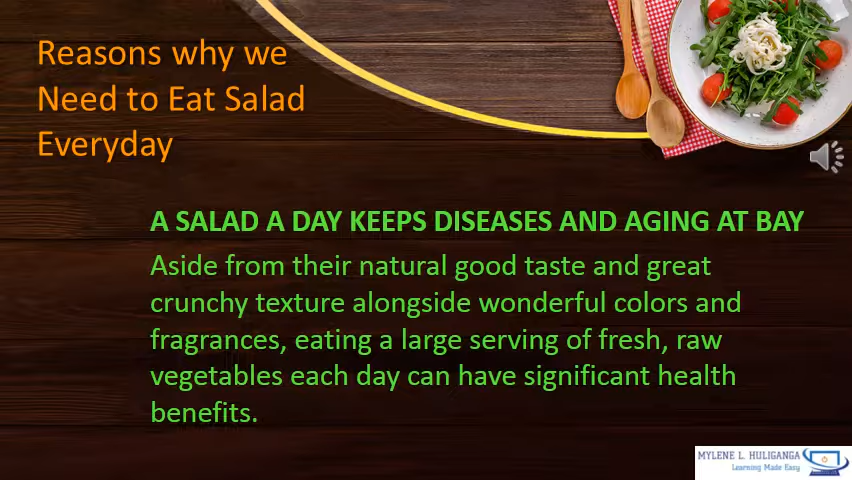 Reasons why we
Need to Eat Salad
Everyday
A SALAD A DAY KEEPS DISEASES AND AGING AT BAY
Aside from their natural good taste and great
crunchy texture alongside wonderful colors and
fragrances, eating a large serving of fresh, raw
vegetables each day can have significant health
benefits.
MYLENE L. HULIGANGA
Learning Made Easy